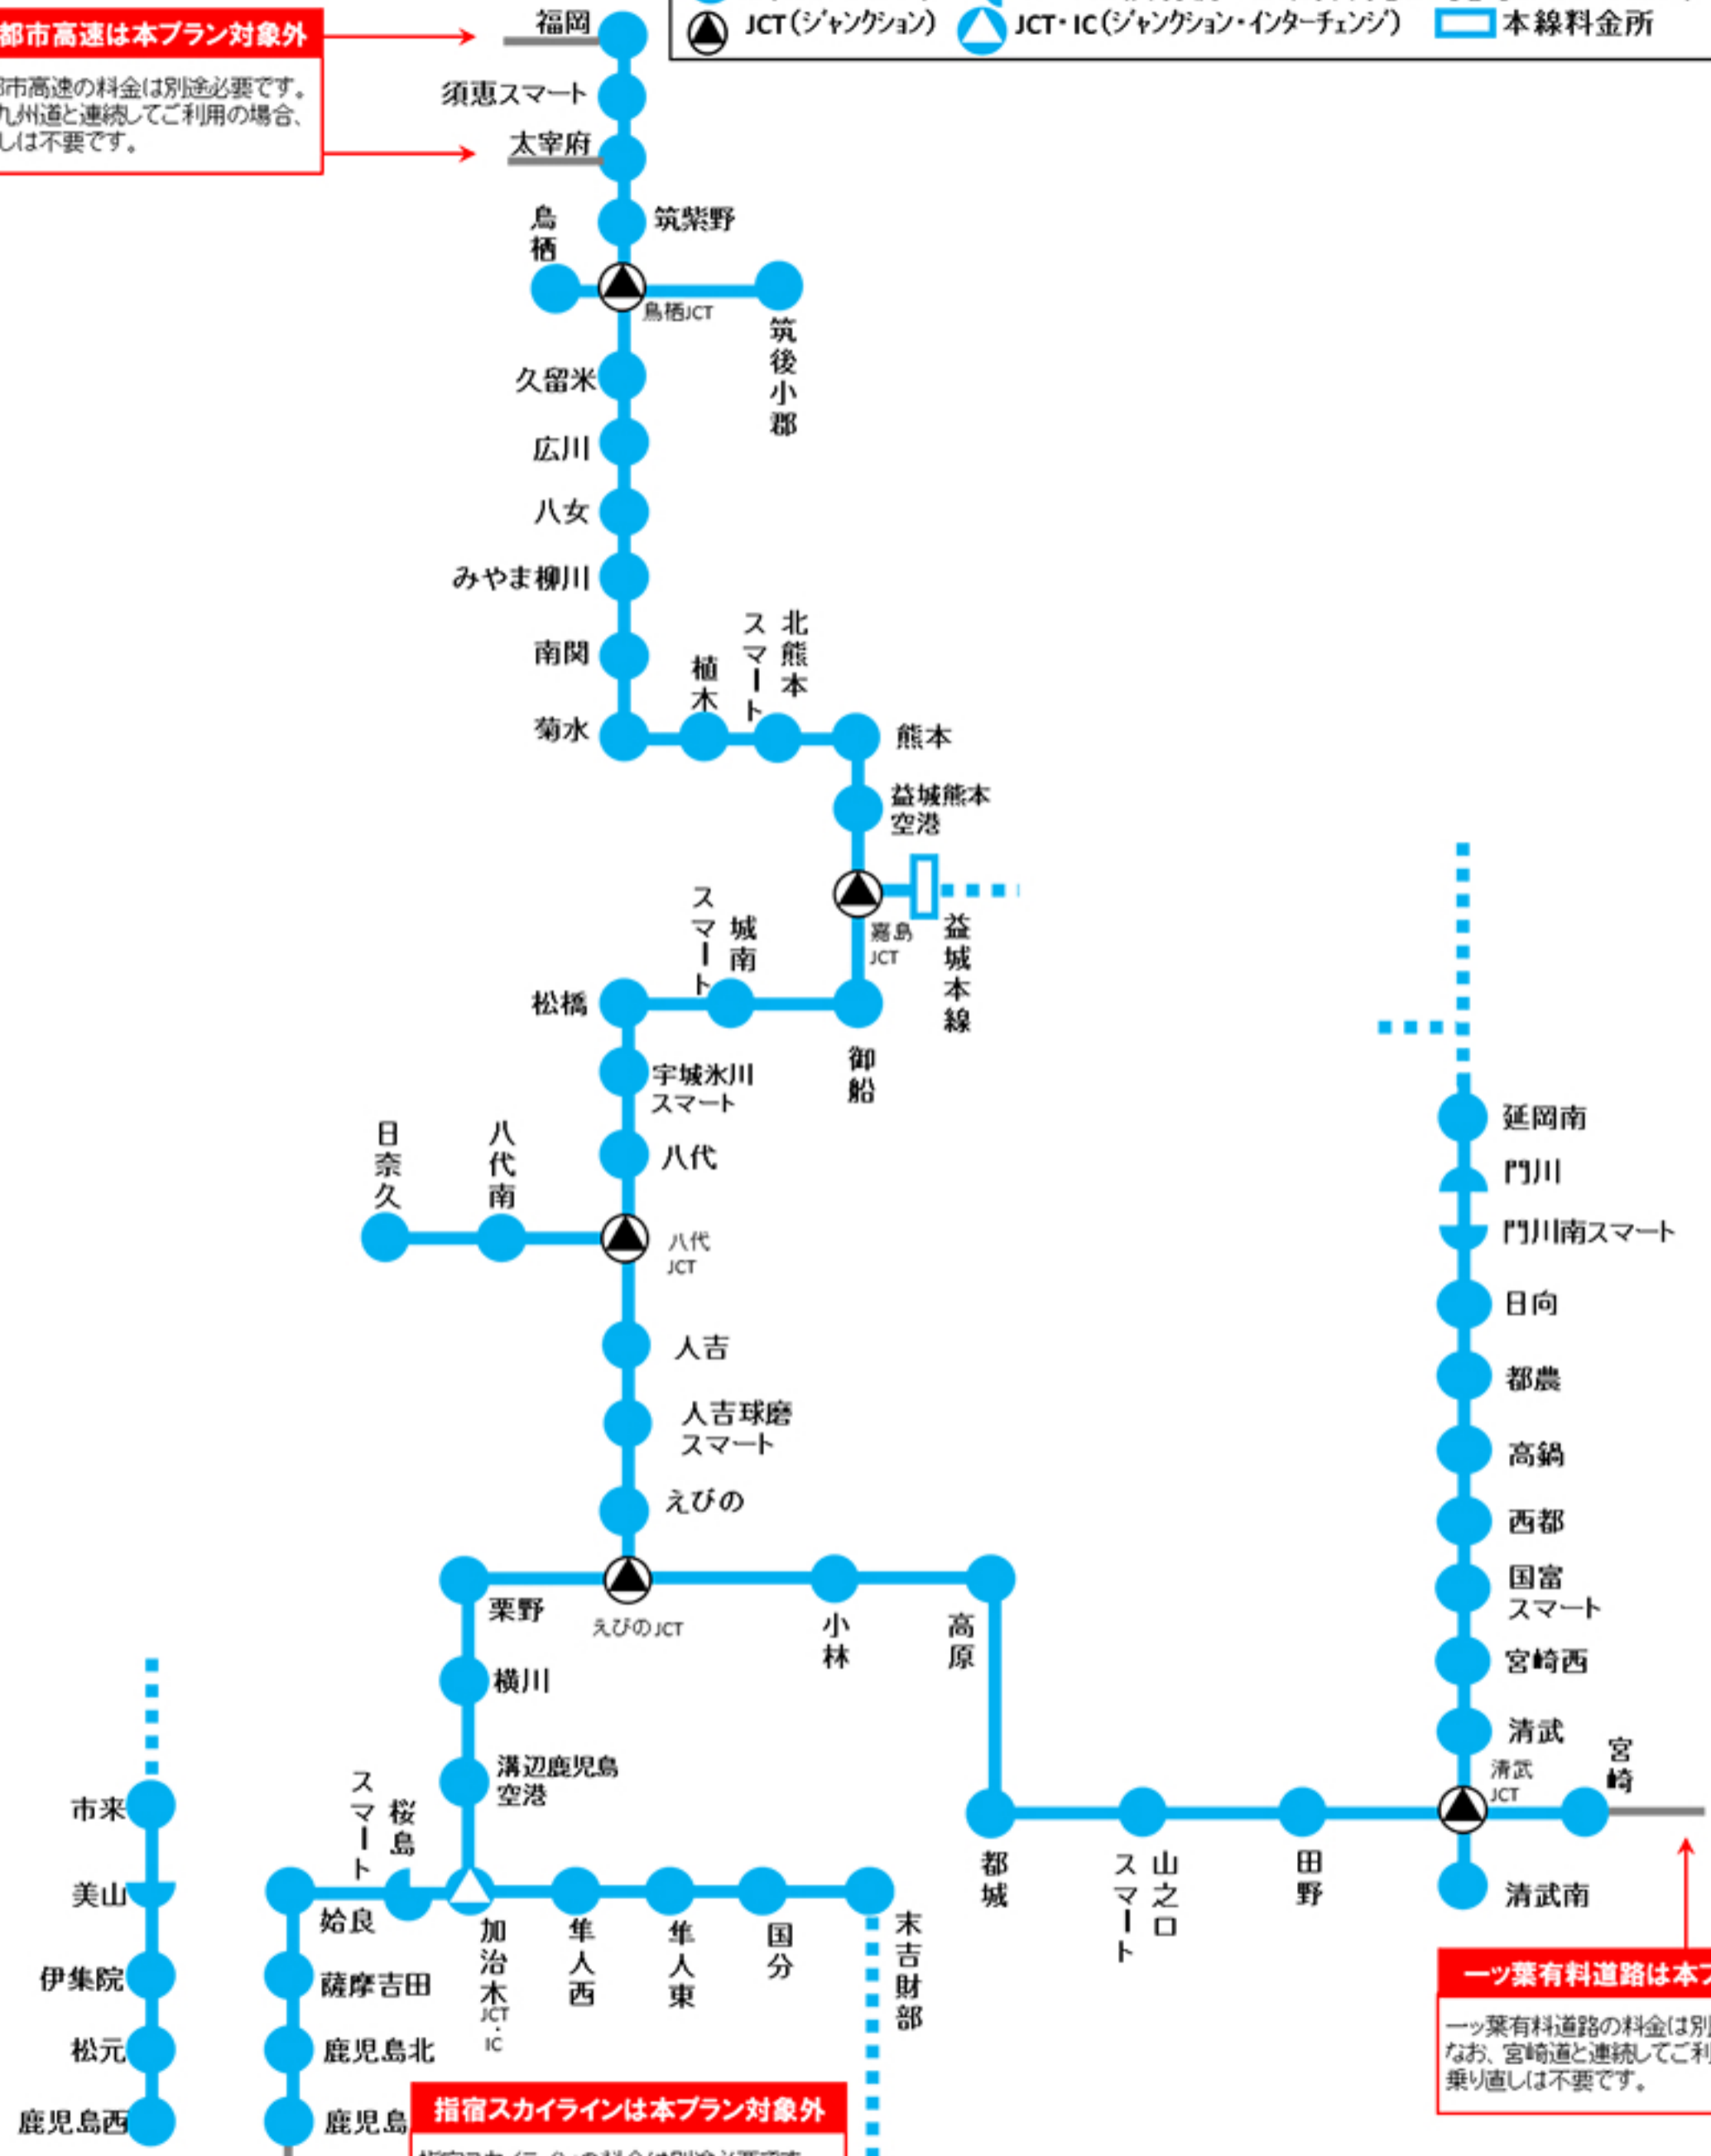 JCT（ジャンクション）
JCT・IC（ジャンクション・インターチェンジ）
本線料金所
都市高速は本プラン対象外
都市高速の料金は別途必要です。
九州道と連続してご利用の場合、
しは不要です。
福岡
須恵スマート
太宰府
筑紫野
鳥栖
鳥栖JCT
筑後小郡
久留米
広川
八女
みやま柳川
南関
菊水
植木
北熊本
スマート
熊本
益城熊本
空港
嘉島
JCT
益城本線
御船
城南
スマート
松橋
宇城氷川
スマート
八代
八代
JCT
八代南
日奈久
人吉
人吉球磨
スマート
えびの
えびのJCT
栗野
横川
溝辺鹿児島
空港
小林
高原
都城
山之口
スマート
田野
延岡南
門川
門川南スマート
日向
都農
高鍋
西都
国富
スマート
宮崎西
清武
清武
JCT
宮崎
清武南
一ッ葉有料道路は本プ
一ッ葉有料道路の料金は別
なお、宮崎道と連続してご利
乗り直しは不要です。
加治木
JCT
・
IC
隼人西
隼人東
国分
末吉財部
桜島
スマート
姶良
薩摩吉田
鹿児島北
鹿児島
市来
美山
伊集院
松元
鹿児島西
指宿スカイラインは本プラン対象外